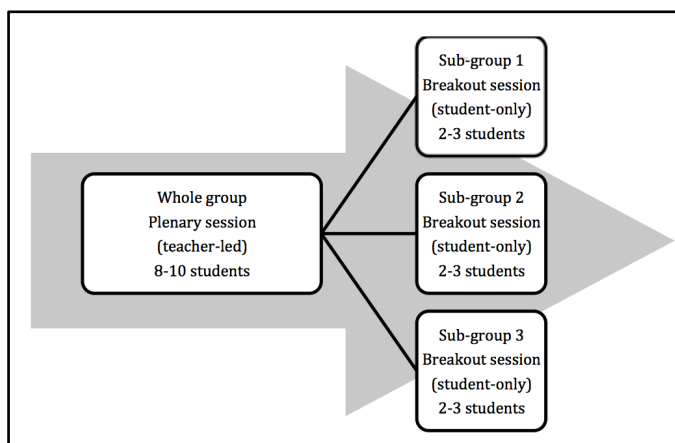 Whole group
Plenary session
(teacher-led)
8-10 students
Sub-group 1
Breakout session
(student-only)
2-3 students
Sub-group 2
Breakout session
(student-only)
2-3 students
Sub-group 3
Breakout session
(student-only)
2-3 students